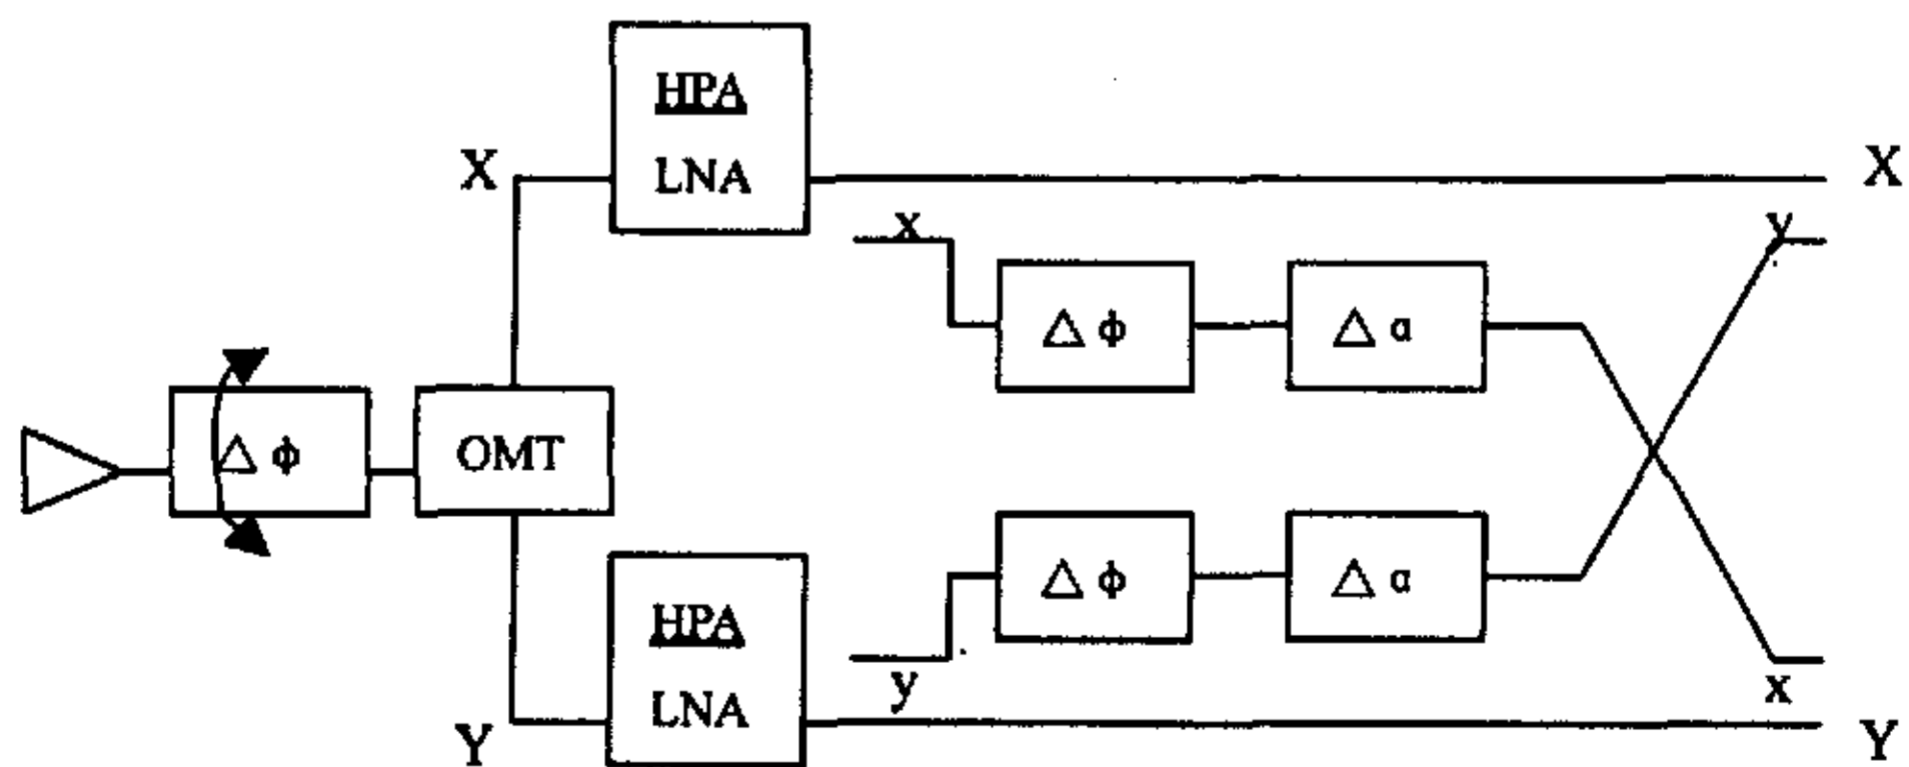 HPA
LNA
X
X
x
y
△ φ
△ α
△ φ
OMT
△ φ
△ α
HPA
LNA
y
x
Y
Y